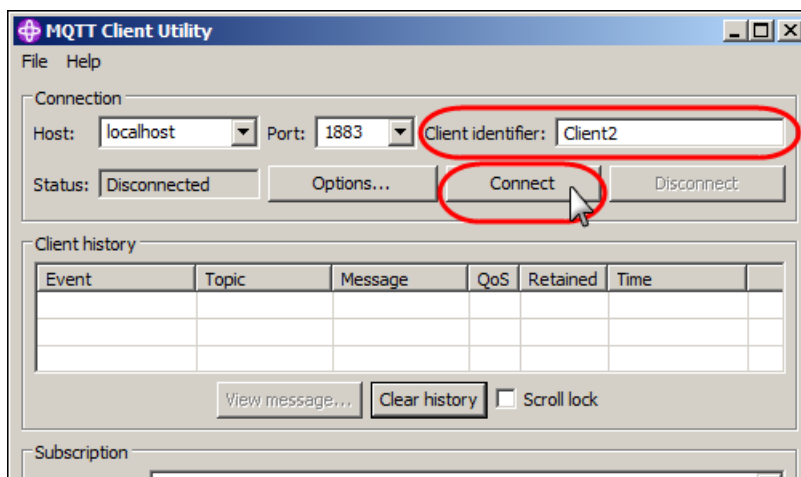 MQTT Client Utility
File Help
Connection
Host: localhost Port: 1883 Client identifier: Client2
Status: Disconnected Options... Connect Disconnect
Client history
Event Topic Message QoS Retained Time
View message... Clear history Scroll lock
Subscription